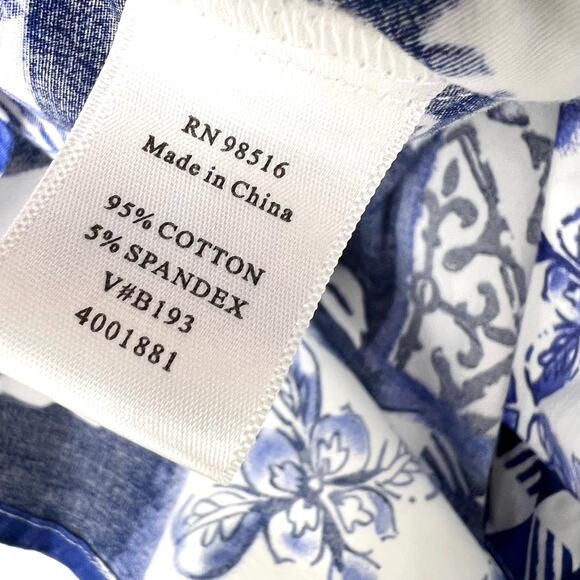 RN 98516
Made in China
95% COTTON
5% SPANDEX
V#B193
4001881